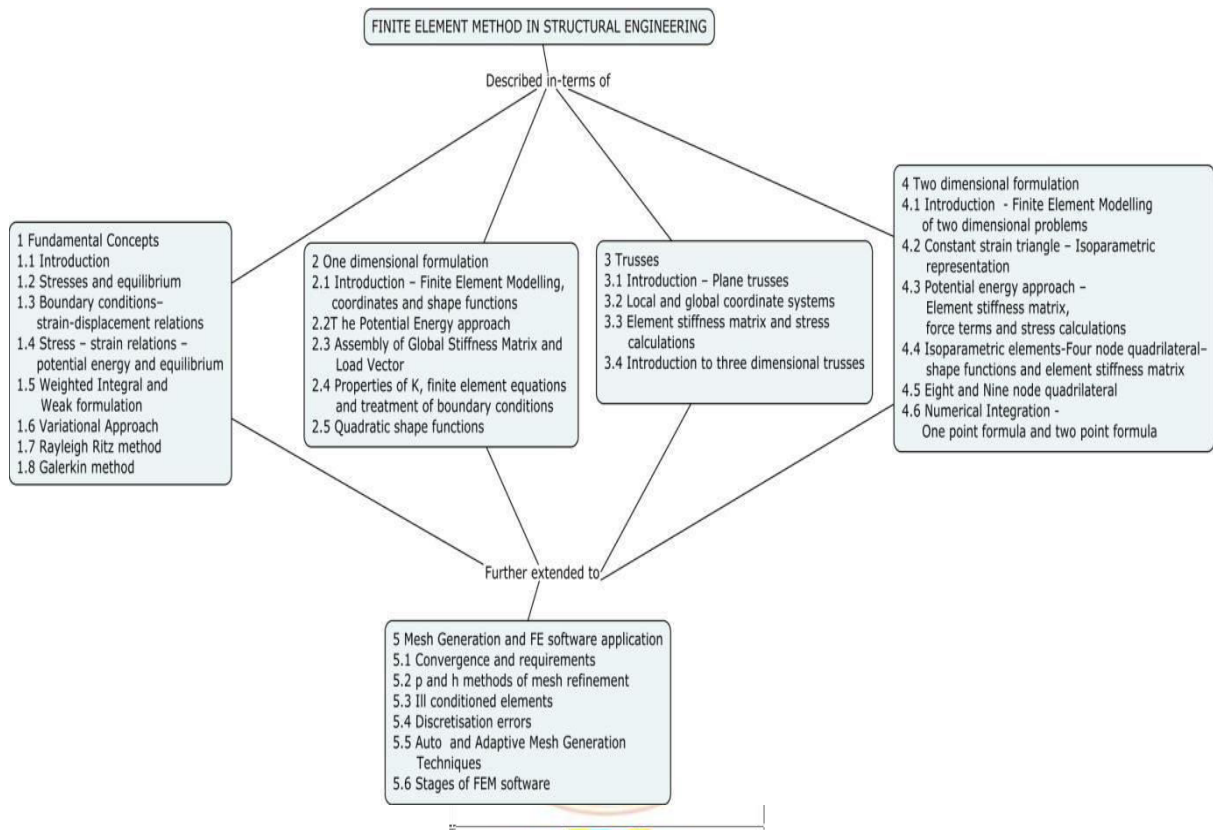 FINITE ELEMENT METHOD IN STRUCTURAL ENGINEERING
Described in-terms of
1 Fundamental Concepts
1.1 Introduction
1.2 Stresses and equilibrium
1.3 Boundary conditions–
strain-displacement relations
1.4 Stress – strain relations –
potential energy and equilibrium
1.5 Weighted Integral and
Weak formulation
1.6 Variational Approach
1.7 Rayleigh Ritz method
1.8 Galerkin method
2 One dimensional formulation
2.1 Introduction – Finite Element Modelling,
coordinates and shape functions
2.2T he Potential Energy approach
2.3 Assembly of Global Stiffness Matrix and
Load Vector
2.4 Properties of K, finite element equations
and treatment of boundary conditions
2.5 Quadratic shape functions
3 Trusses
3.1 Introduction – Plane trusses
3.2 Local and global coordinate systems
3.3 Element stiffness matrix and stress
calculations
3.4 Introduction to three dimensional trusses
4 Two dimensional formulation
4.1 Introduction - Finite Element Modelling
of two dimensional problems
4.2 Constant strain triangle – Isoparametric
representation
4.3 Potential energy approach –
Element stiffness matrix,
force terms and stress calculations
4.4 Isoparametric elements-Four node quadrilateral–
shape functions and element stiffness matrix
4.5 Eight and Nine node quadrilateral
4.6 Numerical Integration -
One point formula and two point formula
Further extended to
5 Mesh Generation and FE software application
5.1 Convergence and requirements
5.2 p and h methods of mesh refinement
5.3 Ill conditioned elements
5.4 Discretisation errors
5.5 Auto and Adaptive Mesh Generation
Techniques
5.6 Stages of FEM software